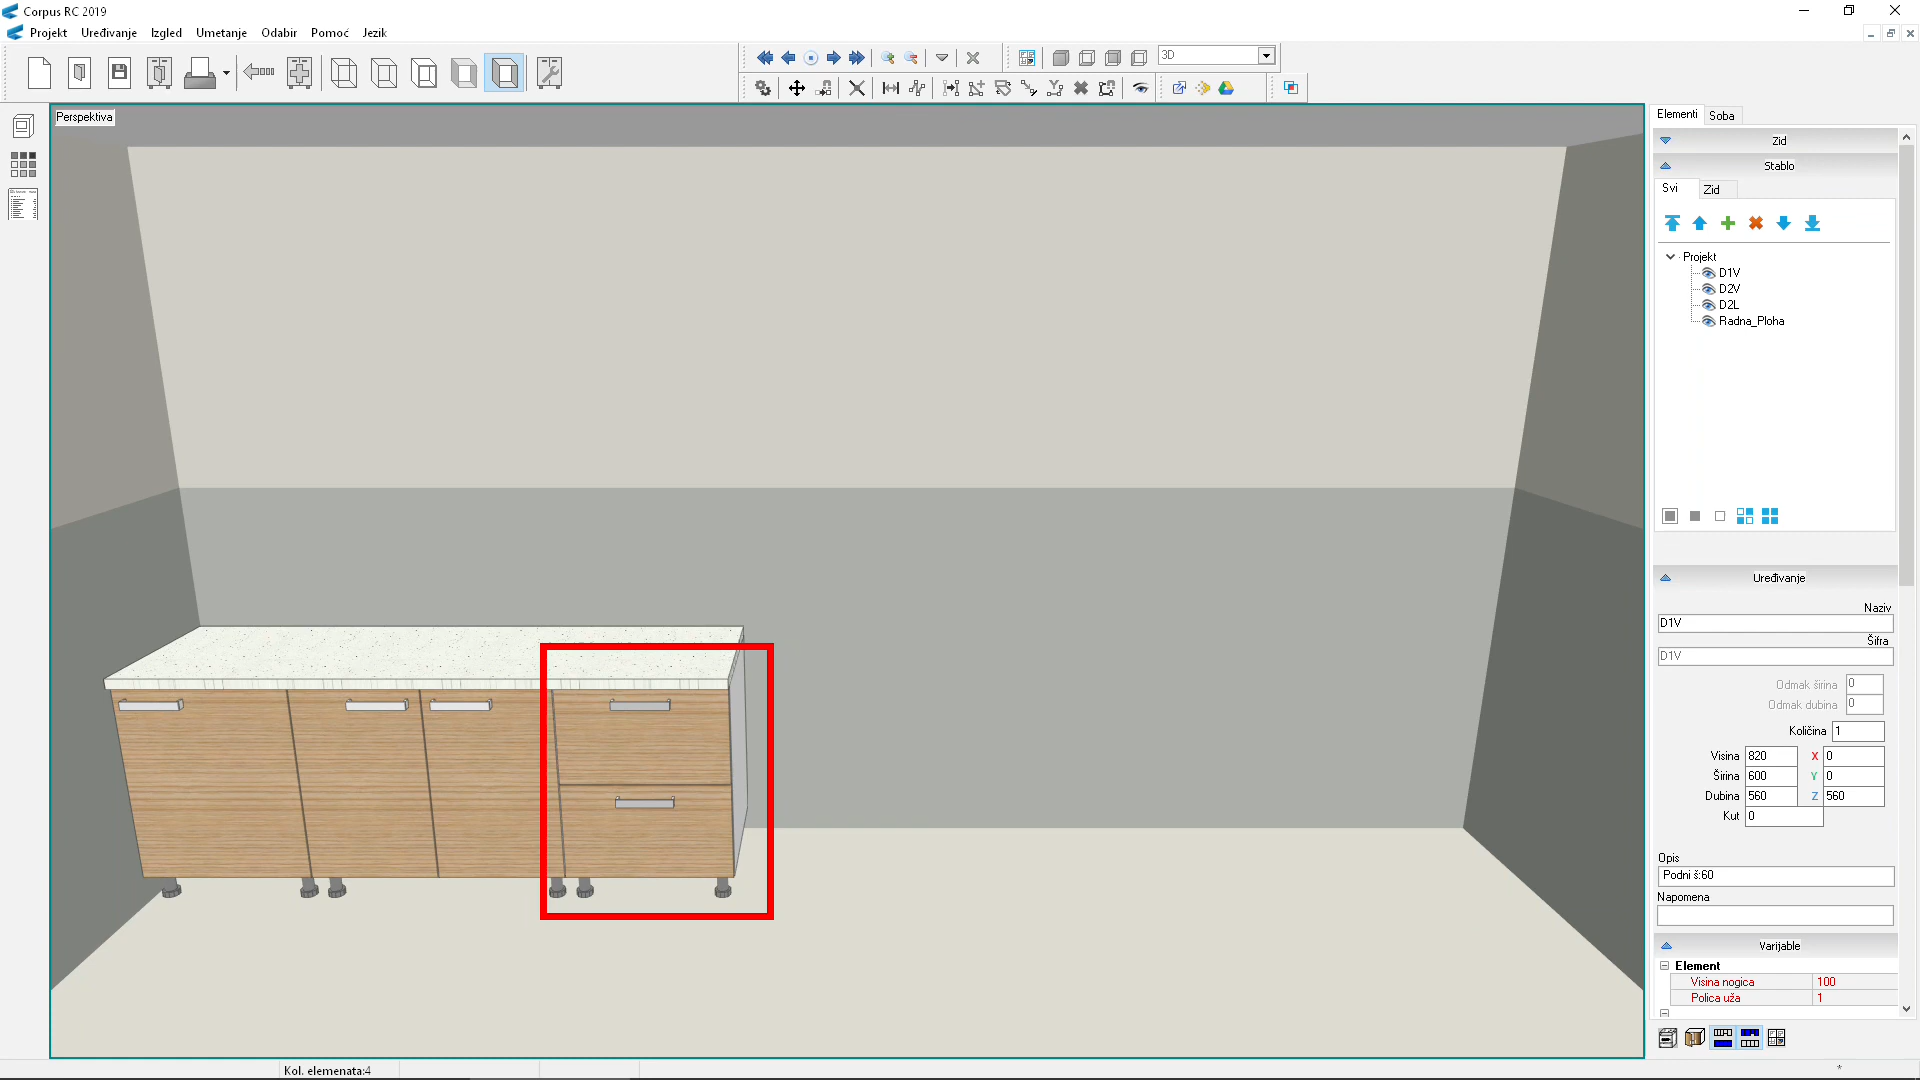 Corpus RC 2019
Projekt Uređivanje Izgled Umetanje Odabir Pomoć Jezik
3D
Perspektiva
Elementi Soba
Zid
Stablo
Svi Zid
Projekt
D1V
D2V
D2L
Radna_Ploha
Uređivanje
Naziv
D1V
Šifra
D1V
Odmak širina 0
Odmak dubina 0
Količina 1
Visina 820 X 0
Širina 600 Y 0
Dubina 560 Z 560
Kut 0
Opis
Podni š:60
Napomena
Varijable
Element
Visina nogica 100
Polica uža 1
Kol. elemenata:4 *